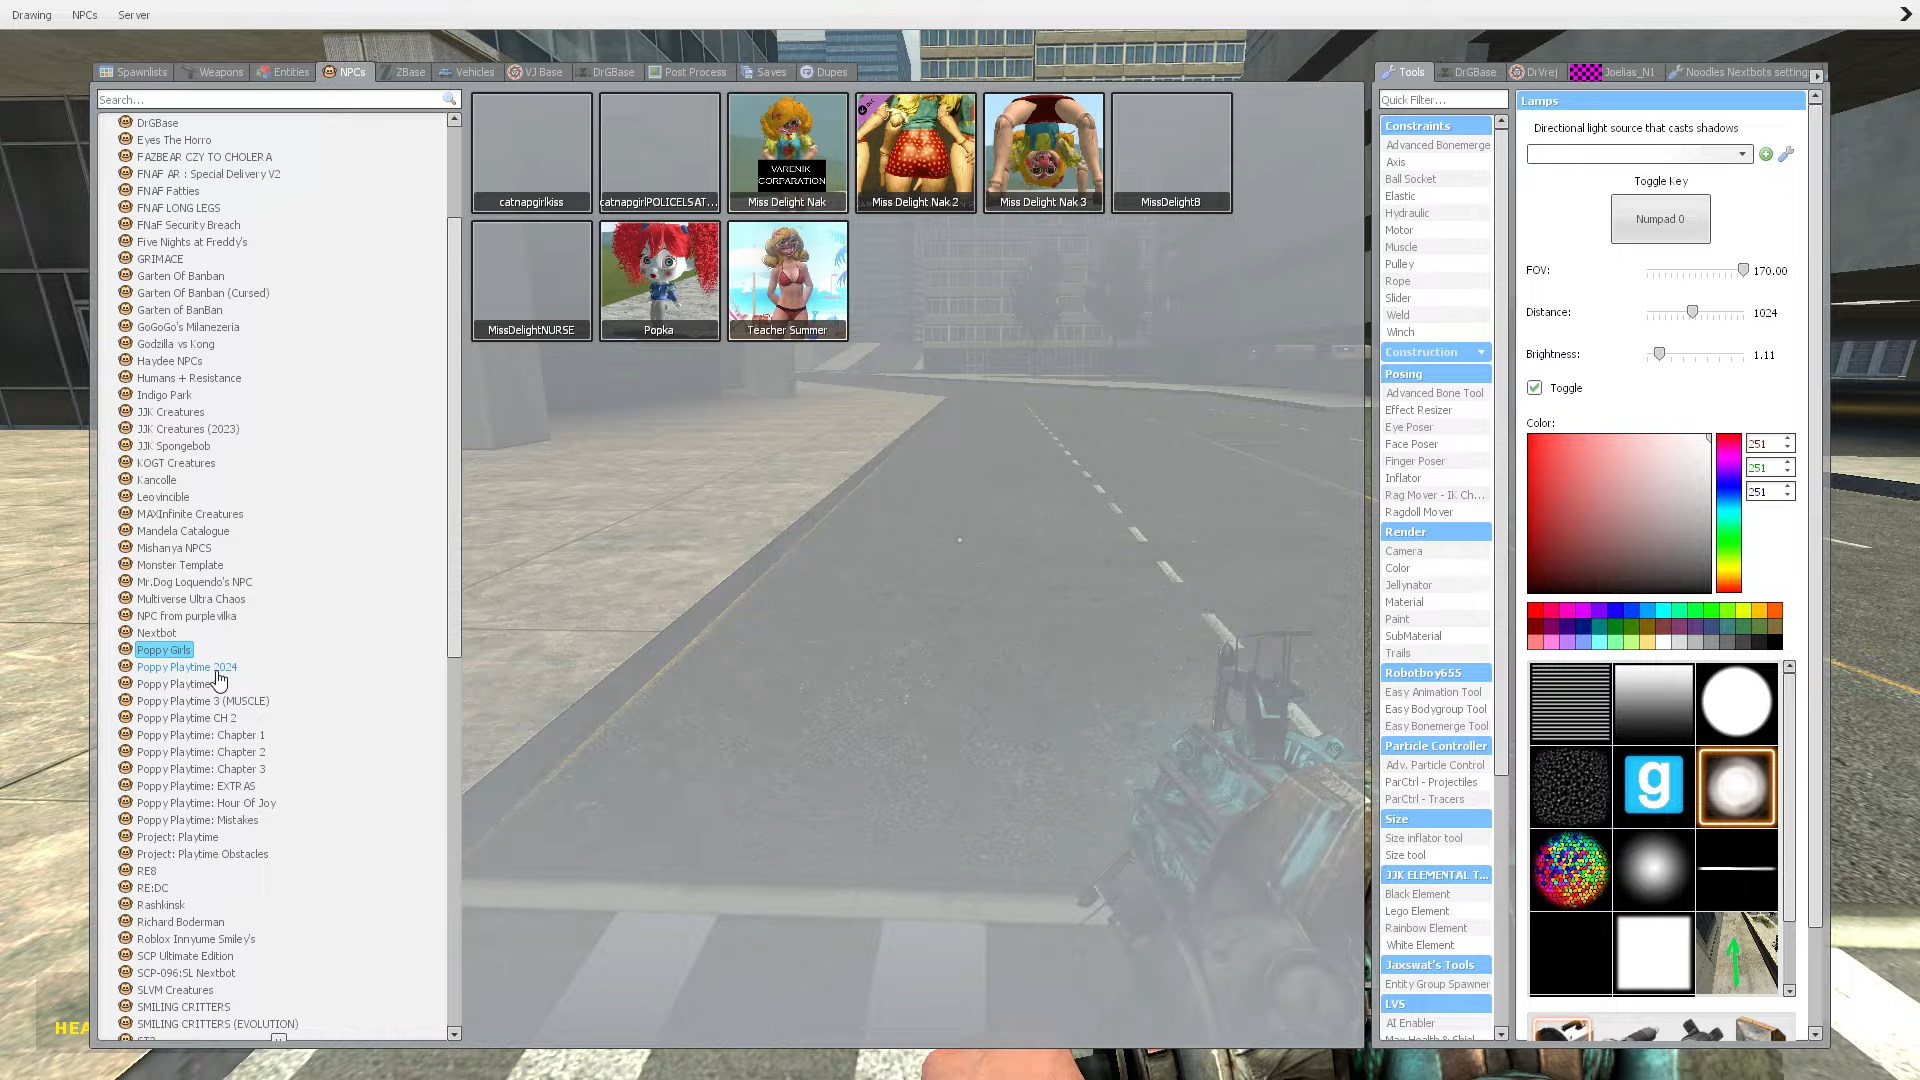 Drawing NPCs Server
Spawnlists Weapons Entities NPCs ZBase Vehicles VJ Base DrGBase Post Process Saves Dupes
Search...
DrGBase
Eyes The Horro
FAZBEAR CZY TO CHOLERA
FNAF AR : Special Delivery V2
FNAF Fatties
FNAF LONG LEGS
FNaF Security Breach
Five Nights at Freddy's
GRIMACE
Garten Of Banban
Garten Of Banban (Cursed)
Garten of BanBan
GoGoGo's Milanezeria
Godzilla vs Kong
Haydee NPCs
Humans + Resistance
Indigo Park
JJK Creatures
JJK Creatures (2023)
JJK Spongebob
KOGT Creatures
Kancolle
Leovincible
MAXInfinite Creatures
Mandela Catalogue
Mishanya NPCS
Monster Template
Mr.Dog Loquendo's NPC
Multiverse Ultra Chaos
NPC from purplevilka
Nextbot
Poppy Girls
Poppy Playtime 2024
Poppy Playtime
Poppy Playtime 3 (MUSCLE)
Poppy Playtime CH 2
Poppy Playtime: Chapter 1
Poppy Playtime: Chapter 2
Poppy Playtime: Chapter 3
Poppy Playtime: EXTRAS
Poppy Playtime: Hour Of Joy
Poppy Playtime: Mistakes
Project: Playtime
Project: Playtime Obstacles
RE8
RE:DC
Rashkinsk
Richard Boderman
Roblox Innyume Smiley's
SCP Ultimate Edition
SCP-096:SL Nextbot
SLVM Creatures
SMILING CRITTERS
SMILING CRITTERS (EVOLUTION)
HEA
VARENIK
CORPARATION
catnapgirlkiss catnapgirlPOLICELSAT... Miss Delight Nak Miss Delight Nak 2 Miss Delight Nak 3 MissDelightB
MissDelightNURSE Popka Teacher Summer
Tools DrGBase DrVrej Joelias_N1 Noodles Nextbots setting...
Quick Filter...
Constraints
Advanced Bonemerge
Axis
Ball Socket
Elastic
Hydraulic
Motor
Muscle
Pulley
Rope
Slider
Weld
Winch
Construction
Posing
Advanced Bone Tool
Effect Resizer
Eye Poser
Face Poser
Finger Poser
Inflator
Rag Mover - IK Ch...
Ragdoll Mover
Render
Camera
Color
Jellynator
Material
Paint
SubMaterial
Trails
Robotboy655
Easy Animation Tool
Easy Bodygroup Tool
Easy Bonemerge Tool
Particle Controller
Adv. Particle Control
ParCtrl - Projectiles
ParCtrl - Tracers
Size
Size inflator tool
Size tool
JJK ELEMENTAL T...
Black Element
Lego Element
Rainbow Element
White Element
Jaxswat's Tools
Entity Group Spawner
LVS
AI Enabler
Lamps
Directional light source that casts shadows
Toggle Key
Numpad 0
FOV: 170.00
Distance: 1024
Brightness: 1.11
Toggle
Color:
251
251
251
g